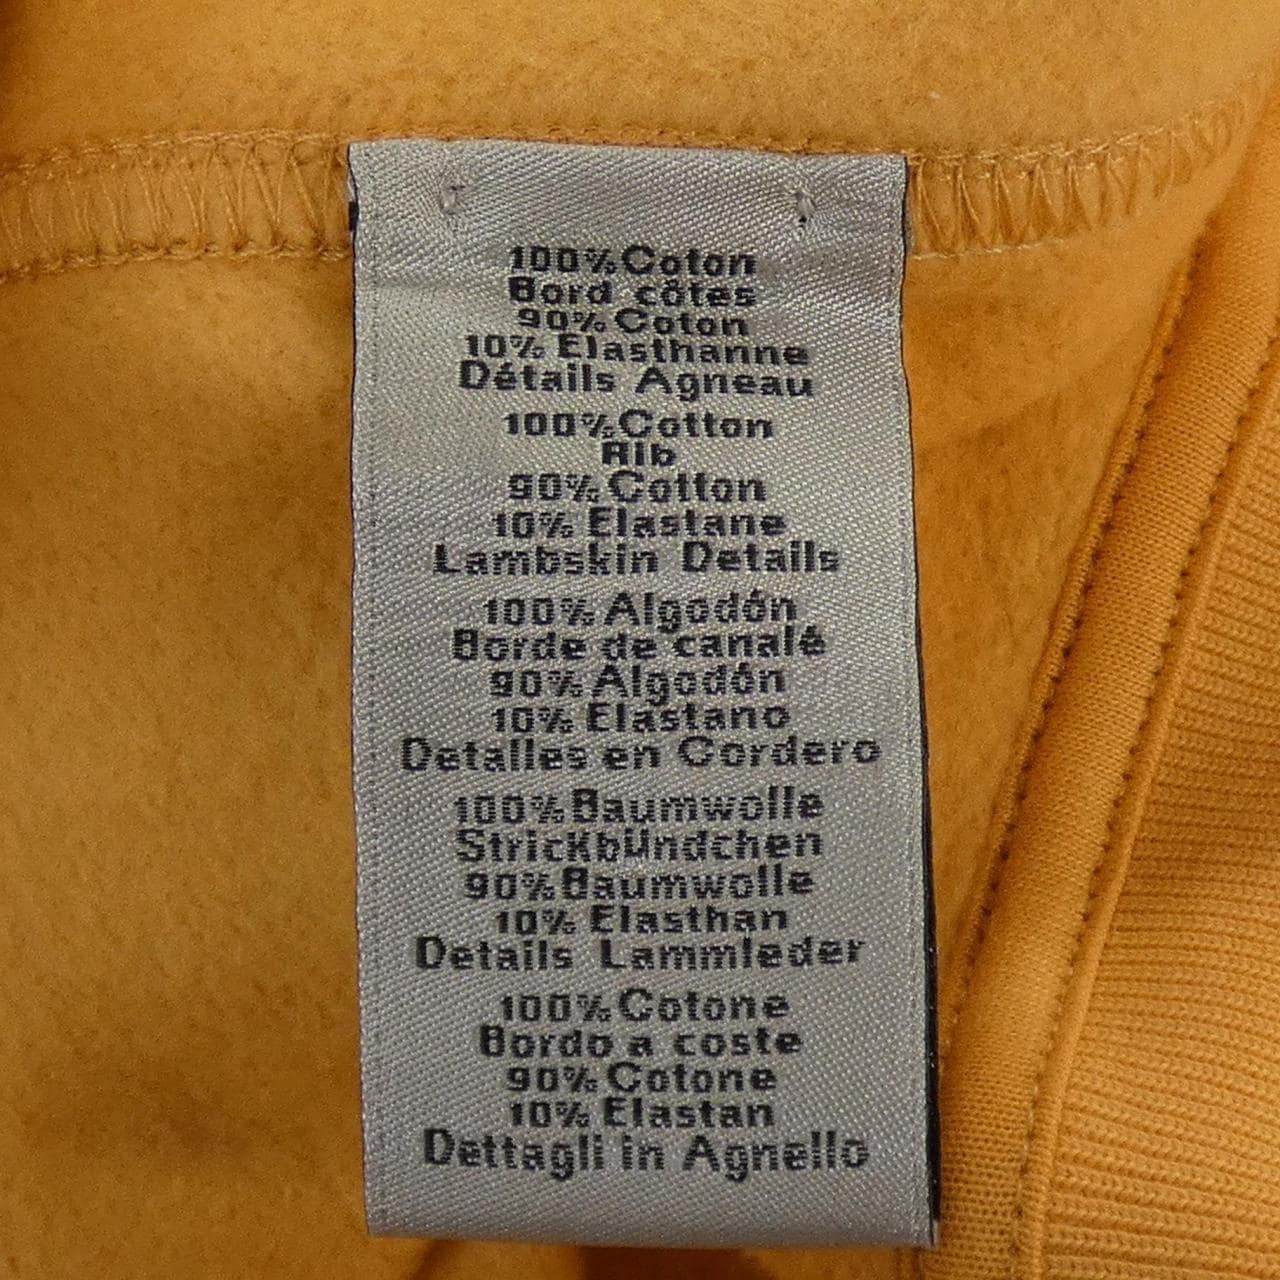 100% Coton
Bord côtes
90% Coton
10% Elasthanne
Détails Agneau
100% Cotton
Rib
90% Cotton
10% Elastane
Lambskin Details
100% Algodón
Borde de canalé
90% Algodón
10% Elastano
Detalles en Cordero
100% Baumwolle
Strickbündchen
90% Baumwolle
10% Elasthan
Details Lammleder
100% Cotone
Bordo a coste
90% Cotone
10% Elastan
Dettagli in Agnello